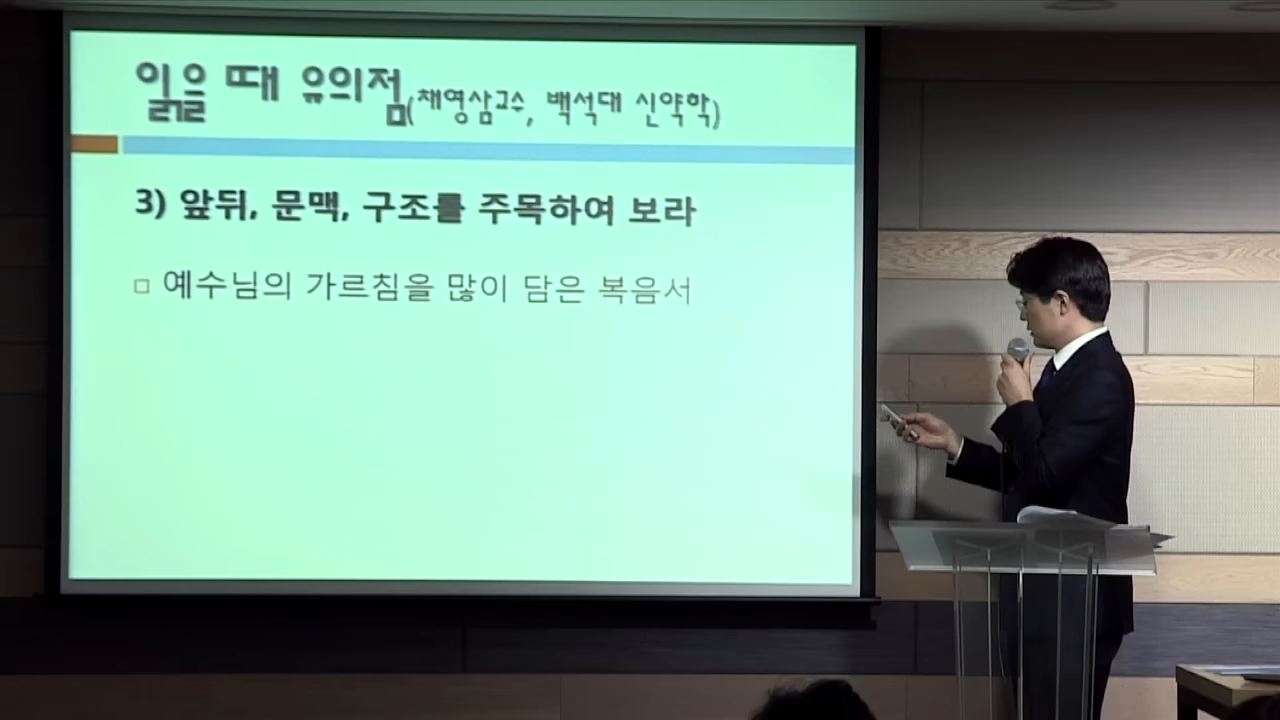 읽을 때 유의점(채영삼교수, 백석대 신약학)
3) 앞뒤, 문맥, 구조를 주목하여 보라
예수님의 가르침을 많이 담은 복음서